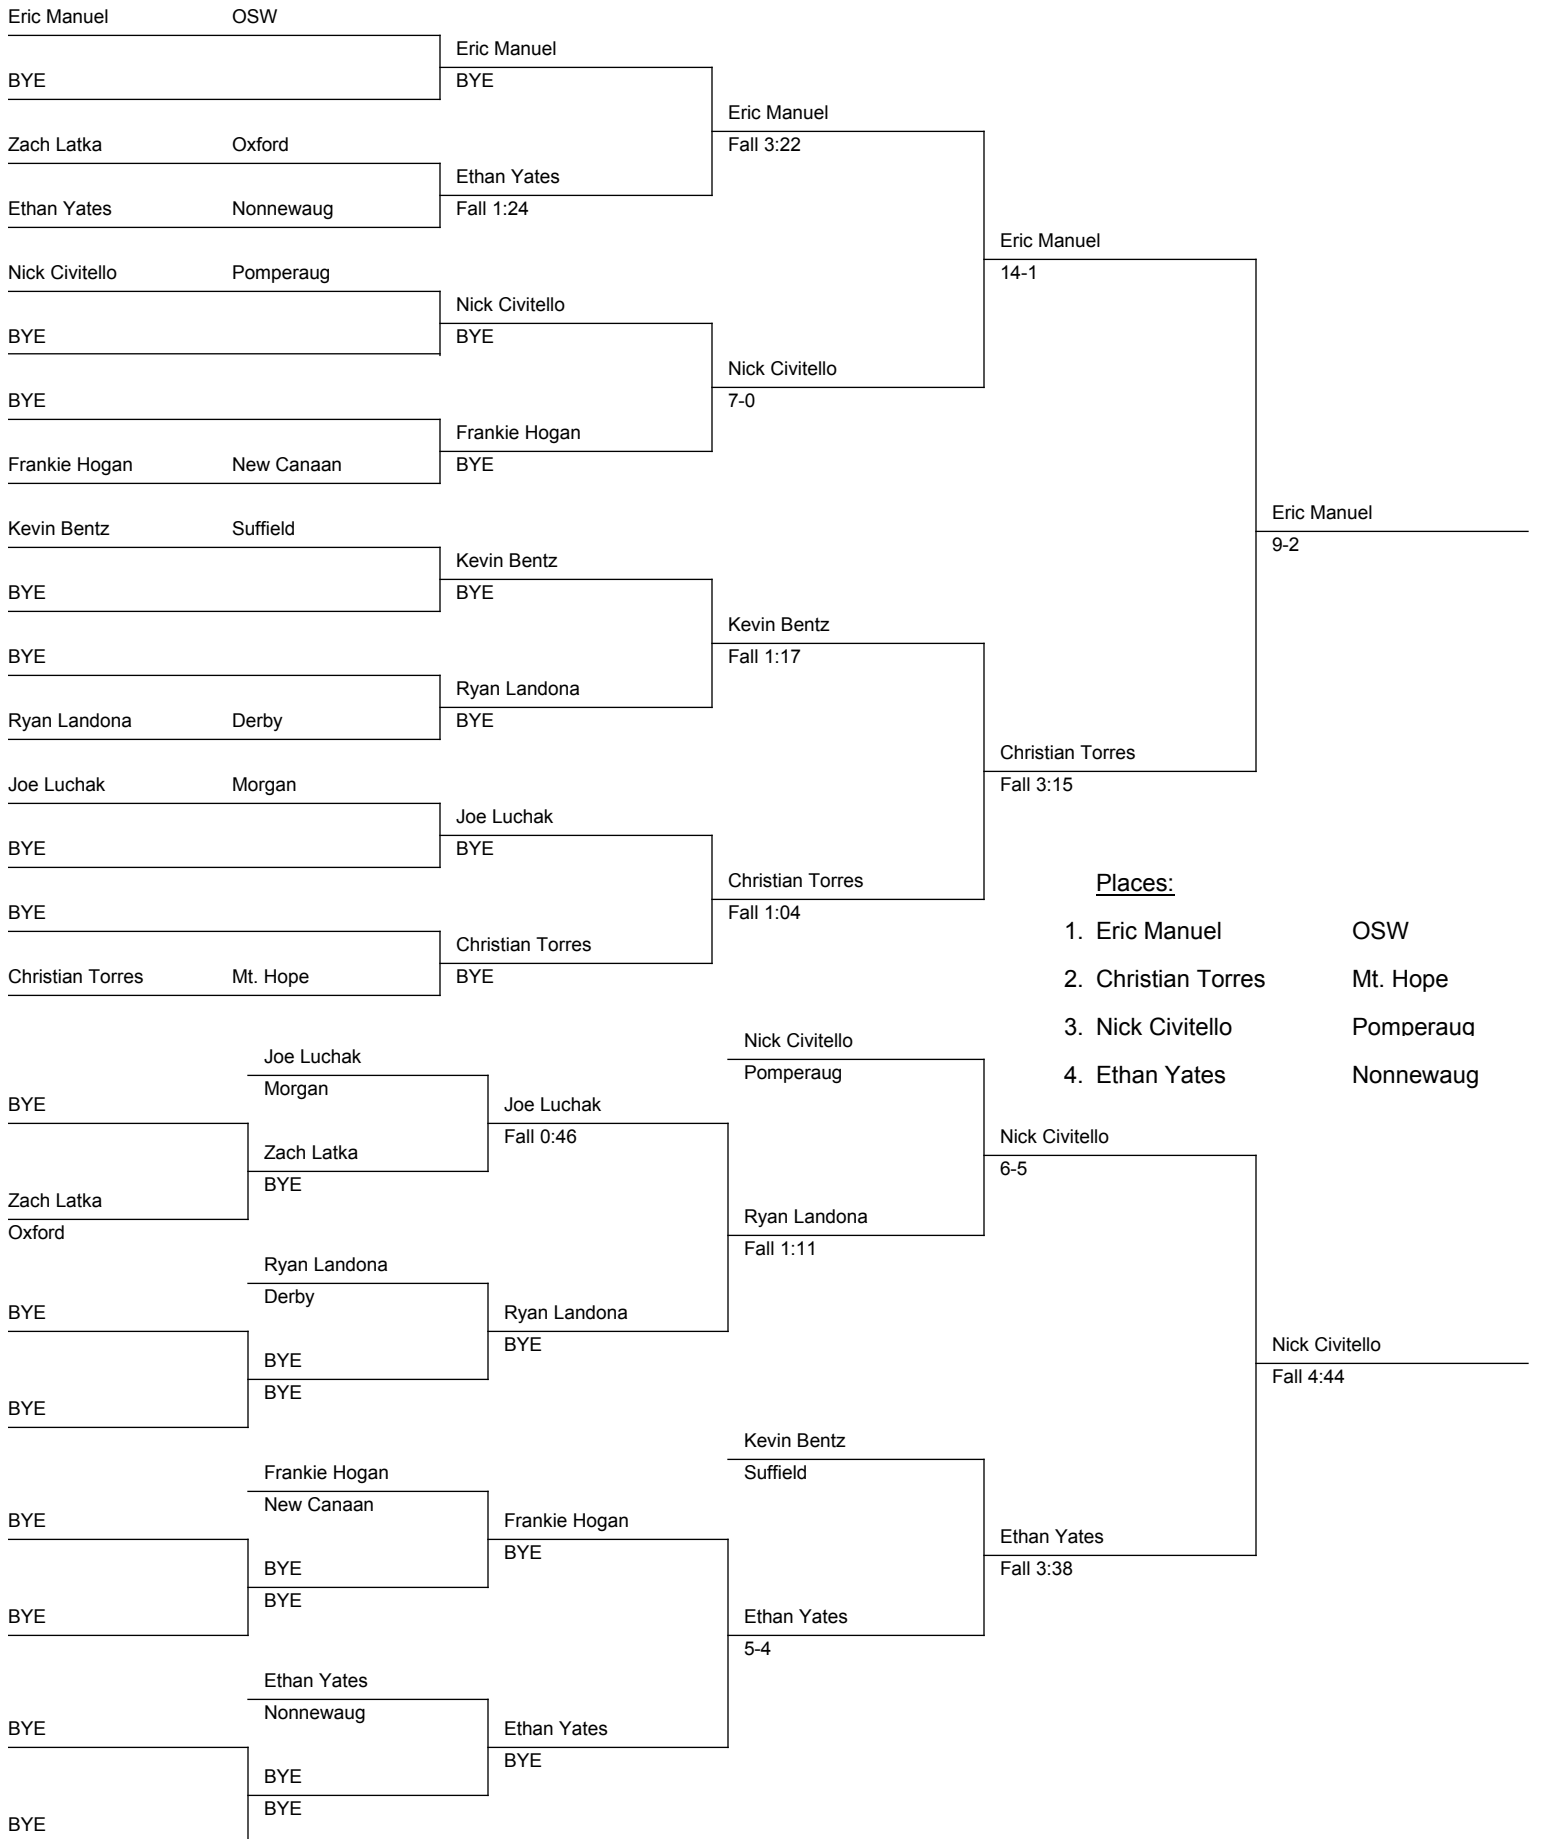 Eric Manuel OSW
Eric Manuel
BYE
BYE
Eric Manuel
Zach Latka Oxford
Fall 3:22
Ethan Yates
Ethan Yates Nonnewaug
Fall 1:24
Eric Manuel
Nick Civitello Pomperaug
14-1
Nick Civitello
BYE
BYE
Nick Civitello
BYE
7-0
Frankie Hogan
Frankie Hogan New Canaan
BYE
Eric Manuel
Kevin Bentz Suffield
9-2
Kevin Bentz
BYE
BYE
Kevin Bentz
BYE
Fall 1:17
Ryan Landona
Ryan Landona Derby
BYE
Christian Torres
Joe Luchak Morgan
Fall 3:15
Joe Luchak
BYE
BYE
Christian Torres
Places:
BYE
Fall 1:04
1. Eric Manuel OSW
Christian Torres
Christian Torres Mt. Hope
BYE
2. Christian Torres Mt. Hope
3. Nick Civitello Pomperaug
Nick Civitello
Joe Luchak
Pomperaug
4. Ethan Yates Nonnewaug
Morgan
BYE
Joe Luchak
Fall 0:46
Nick Civitello
Zach Latka
6-5
BYE
Zach Latka
Ryan Landona
Oxford
Fall 1:11
Ryan Landona
Derby
BYE
Ryan Landona
BYE
Nick Civitello
BYE
Fall 4:44
BYE
BYE
Kevin Bentz
Frankie Hogan
Suffield
New Canaan
BYE
Frankie Hogan
Ethan Yates
BYE
BYE
Fall 3:38
BYE
BYE
Ethan Yates
5-4
Ethan Yates
Nonnewaug
BYE
Ethan Yates
BYE
BYE
BYE
BYE